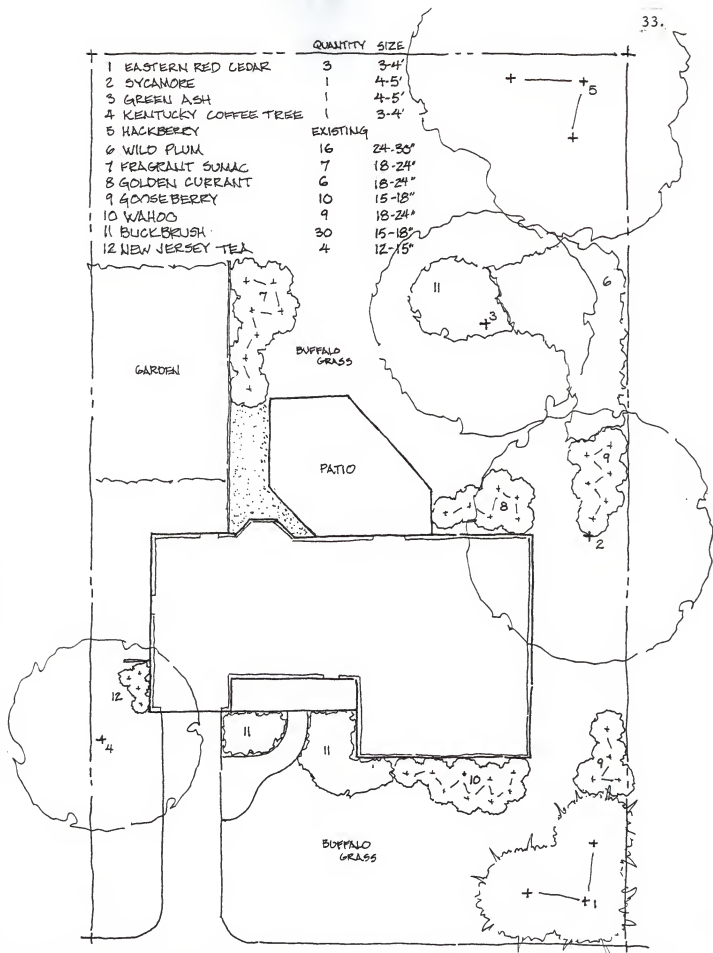 33.
QUANTITY SIZE
1 EASTERN RED CEDAR 3 3-4'
2 SYCAMORE 1 4-5'
3 GREEN ASH 1 4-5'
4 KENTUCKY COFFEE TREE 1 3-4'
5 HACKBERRY EXISTING
6 WILD PLUM 16 24-30"
7 FRAGRANT SUMAC 7 18-24"
8 GOLDEN CURRANT 6 18-24"
9 GOOSEBERRY 10 15-18"
10 WAHOO 9 18-24"
11 BUCKBRUSH 30 15-18"
12 NEW JERSEY TEA 4 12-15"
5
6
11
7
3
BUFFALO
GRASS
GARDEN
9
PATIO
8
2
12
11
4
11
9
10
BUFFALO
GRASS
1